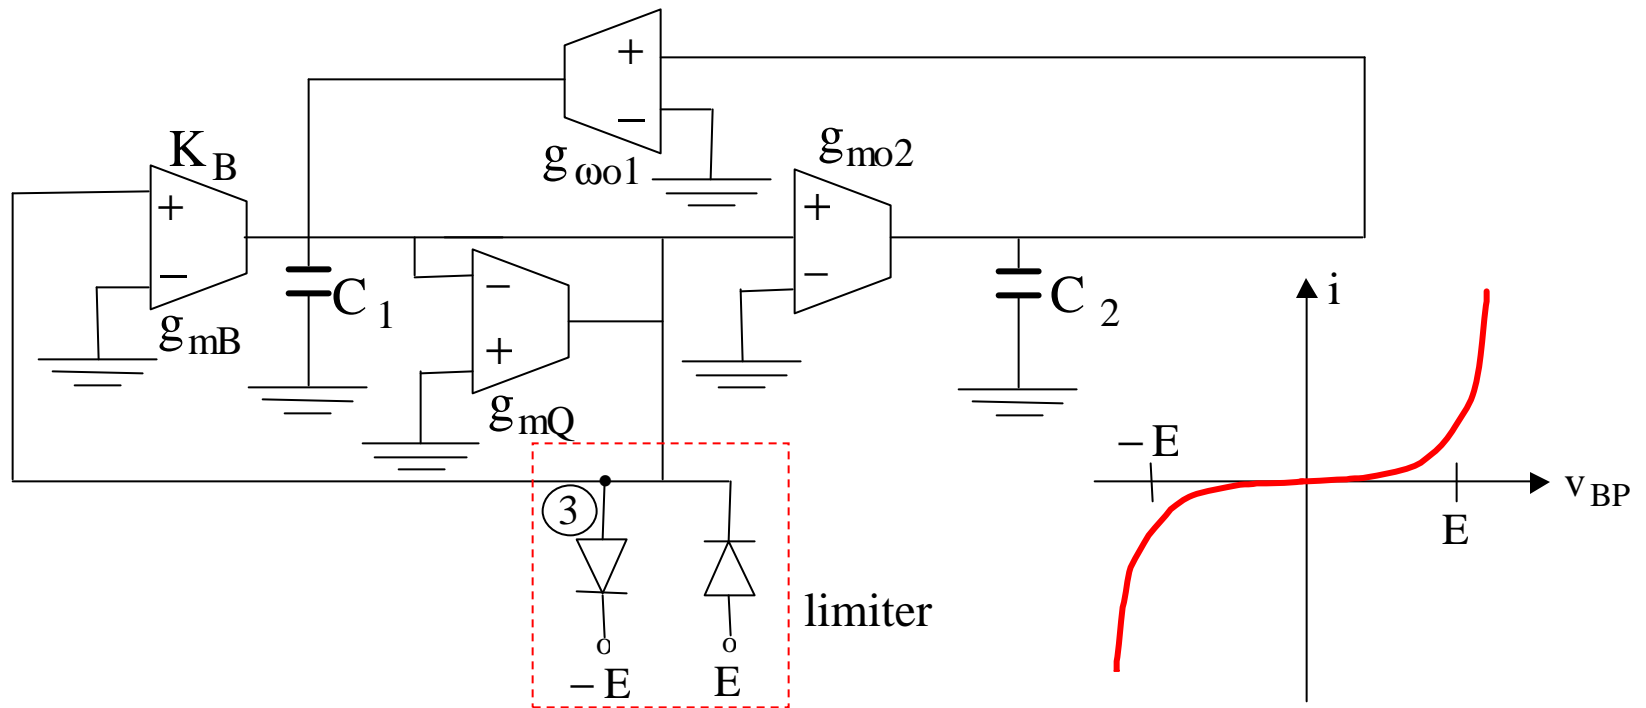 +
−
g ωo1
K B
+
−
g mB
C 1
−
+
g mQ
g mo2
+
−
C 2
3
− E
E
limiter
i
− E
E
v BP